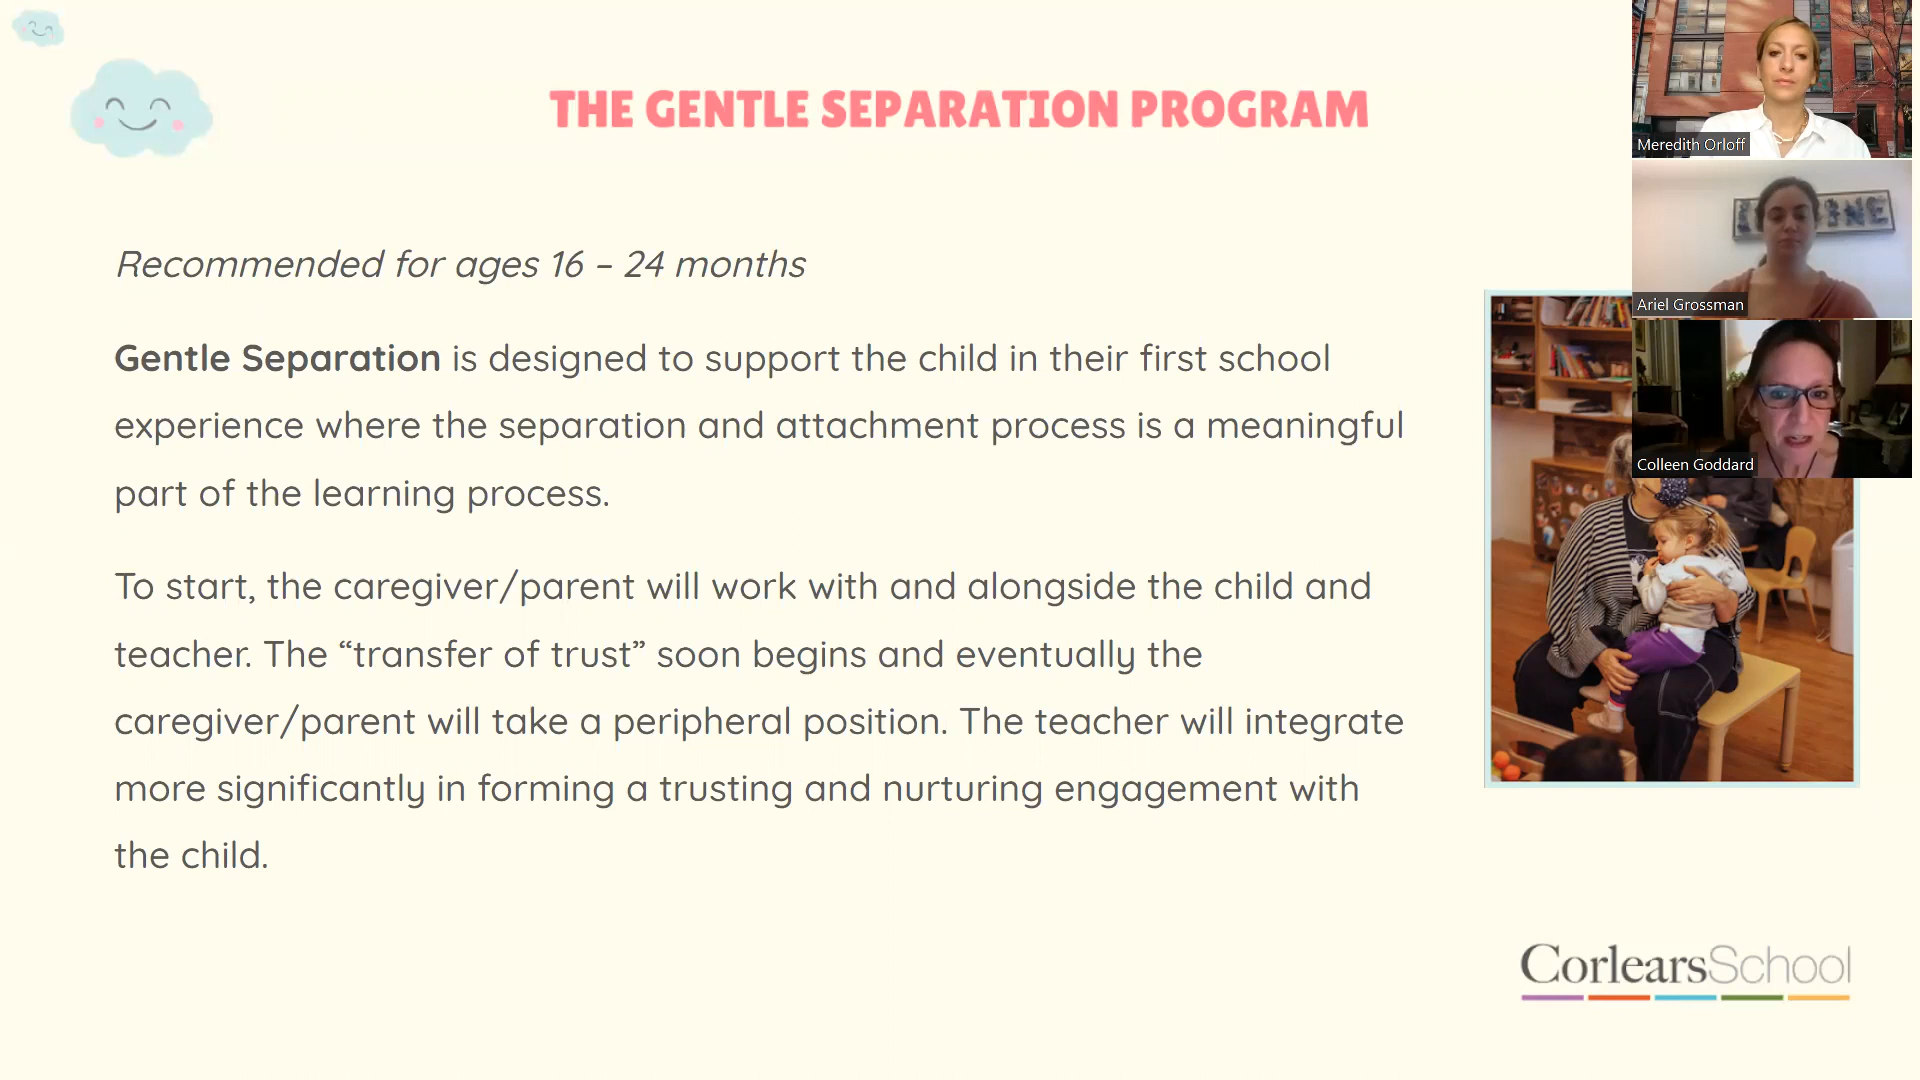 THE GENTLE SEPARATION PROGRAM
Recommended for ages 16 – 24 months
Gentle Separation is designed to support the child in their first school
experience where the separation and attachment process is a meaningful
part of the learning process.
To start, the caregiver/parent will work with and alongside the child and
teacher. The “transfer of trust” soon begins and eventually the
caregiver/parent will take a peripheral position. The teacher will integrate
more significantly in forming a trusting and nurturing engagement with
the child.
Meredith Orloff
Ariel Grossman
Colleen Goddard
CorlearsSchool